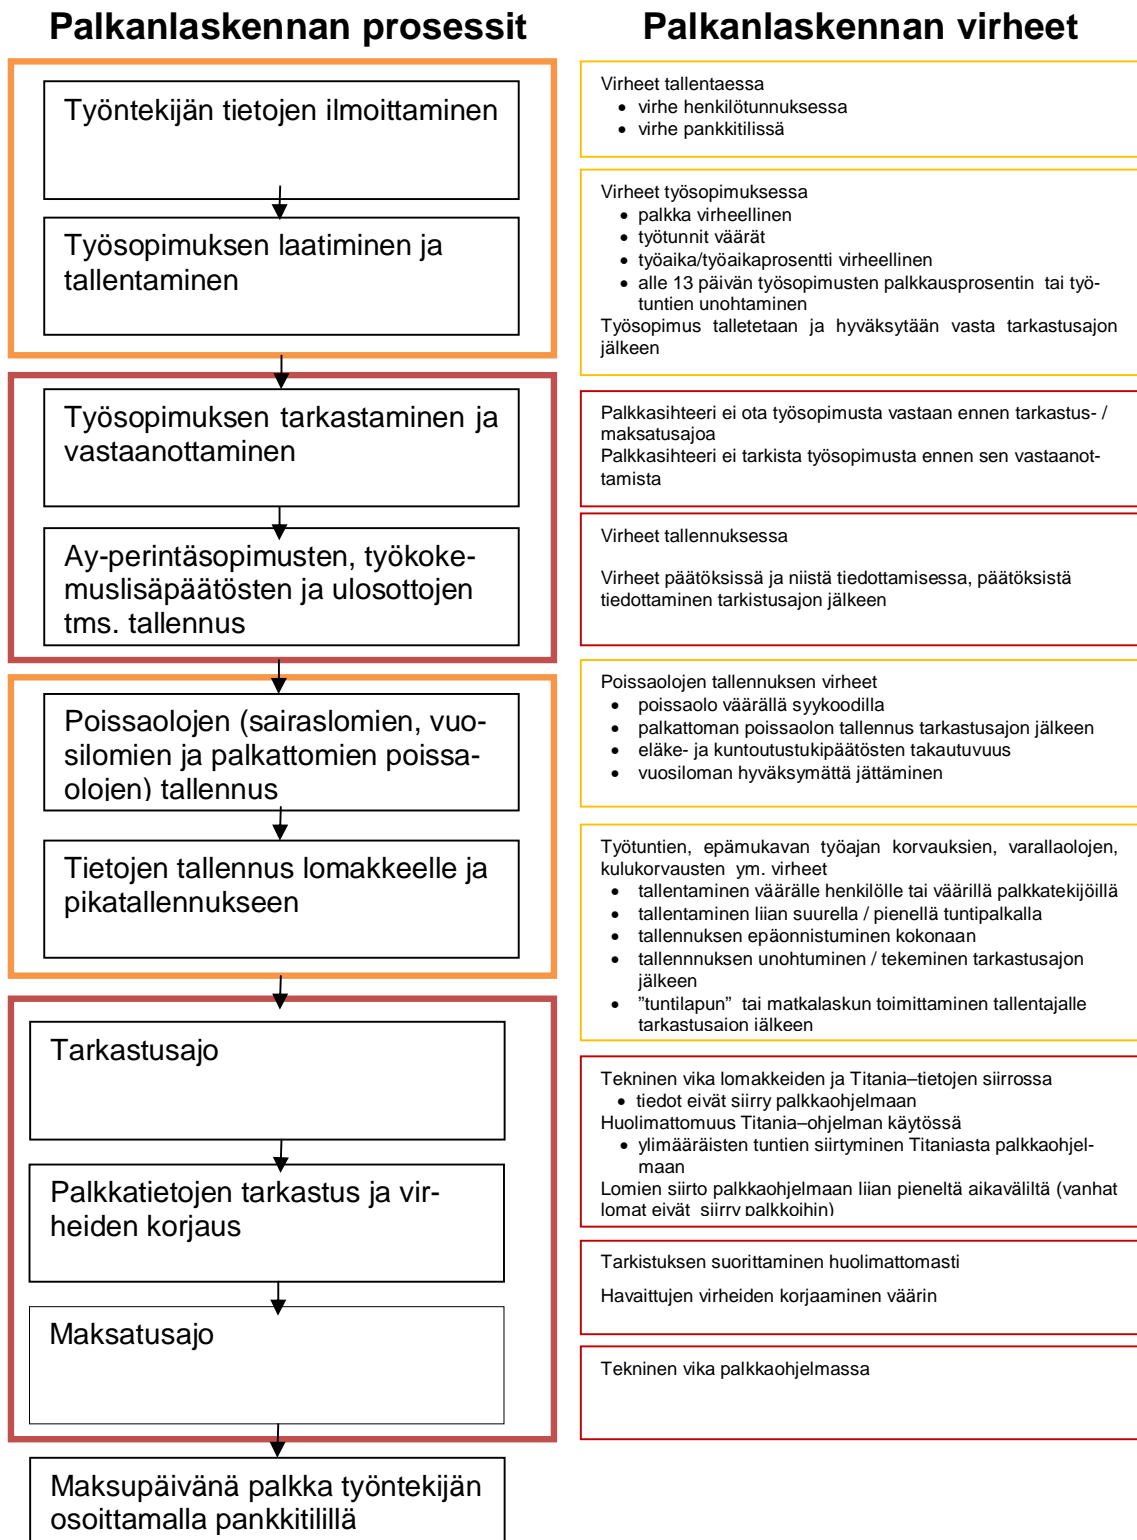 Palkanlaskennan prosessit
Työntekijän tietojen ilmoittaminen
Työsopimuksen laatiminen ja
tallentaminen
Työsopimuksen tarkastaminen ja
vastaanottaminen
Ay-perintäsopimusten, työkoke-
muslisäpäätösten ja ulosottojen
tms. tallennus
Poissaolojen (sairaslomien, vuo-
silomien ja palkattomien poissa-
olojen) tallennus
Tietojen tallennus lomakkeelle ja
pikatallennukseen
Tarkastusajo
Palkkatietojen tarkastus ja vir-
heiden korjaus
Maksatusajo
Maksupäivänä palkka työntekijän
osoittamalla pankkitilillä
Palkanlaskennan virheet
Virheet tallentaessa
• virhe henkilötunnuksessa
• virhe pankkitilissä
Virheet työsopimuksessa
• palkka virheellinen
• työtunnit väärät
• työaika/työaikaprosentti virheellinen
• alle 13 päivän työsopimusten palkkausprosentin tai työ-
tuntien unohtaminen
Työsopimus talletetaan ja hyväksytään vasta tarkastusajon
jälkeen
Palkkasihteeri ei ota työsopimusta vastaan ennen tarkastus- /
maksatusajoa
Palkkasihteeri ei tarkista työsopimusta ennen sen vastaanot-
tamista
Virheet tallennuksessa
Virheet päätöksissä ja niistä tiedottamisessa, päätöksistä
tiedottaminen tarkistusajon jälkeen
Poissaolojen tallennuksen virheet
• poissaolo väärällä syykoodilla
• palkattoman poissaolon tallennus tarkastusajon jälkeen
• eläke- ja kuntoutustukipäätösten takautuvuus
• vuosiloman hyväksymättä jättäminen
Työtuntien, epämukavan työajan korvauksien, varallaolojen,
kulukorvausten ym. virheet
• tallentaminen väärälle henkilölle tai väärillä palkkatekijöillä
• tallentaminen liian suurella / pienellä tuntipalkalla
• tallennuksen epäonnistuminen kokonaan
• tallennnuksen unohtuminen / tekeminen tarkastusajon
jälkeen
• ”tuntilapun” tai matkalaskun toimittaminen tallentajalle
tarkastusajon jälkeen
Tekninen vika lomakkeiden ja Titania–tietojen siirrossa
• tiedot eivät siirry palkkaohjelmaan
Huolimattomuus Titania–ohjelman käytössä
• ylimääräisten tuntien siirtyminen Titaniasta palkkaohjel-
maan
Lomien siirto palkkaohjelmaan liian pieneltä aikaväliltä (vanhat
lomat eivät siirry palkkoihin)
Tarkistuksen suorittaminen huolimattomasti
Havaittujen virheiden korjaaminen väärin
Tekninen vika palkkaohjelmassa